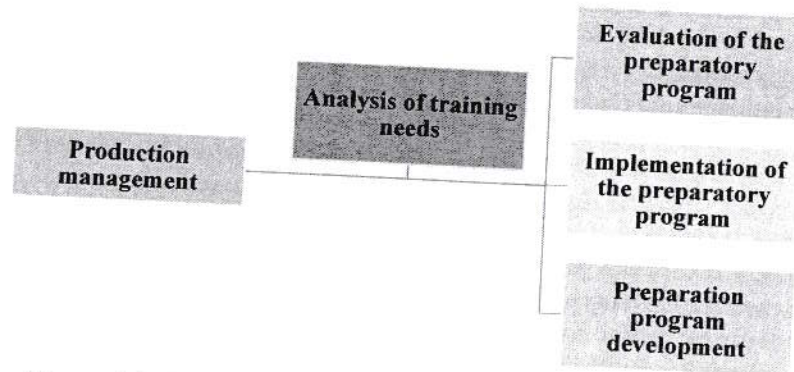 Production
management
Analysis of training
needs
Evaluation of the
preparatory
program
Implementation of
the preparatory
program
Preparation
program
development